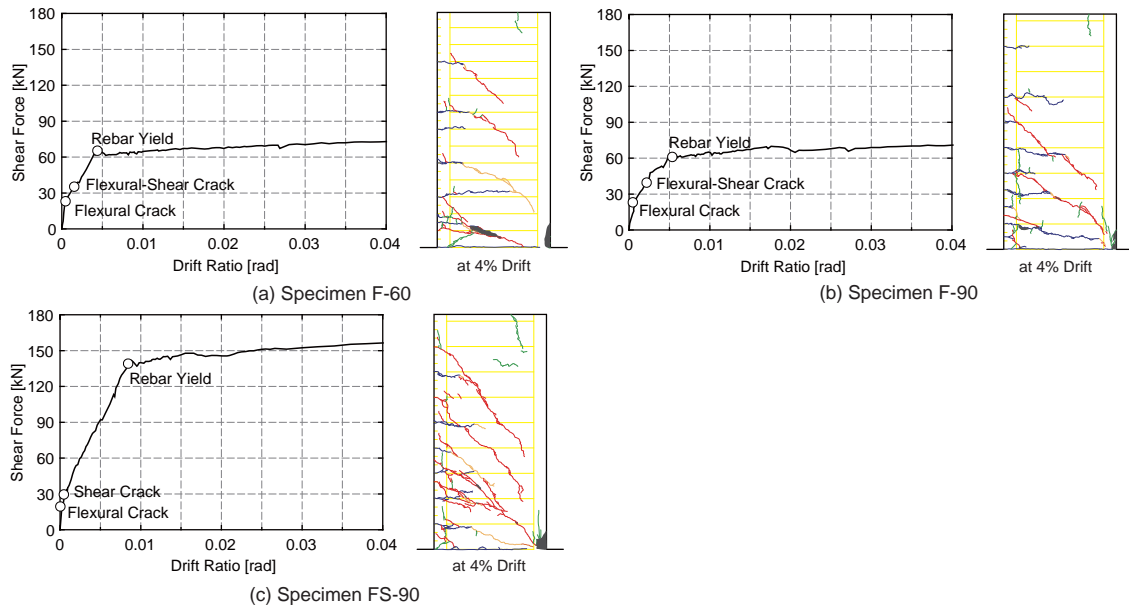 180
150
120
90
60
30
0
Shear Force [kN]
Rebar Yield
Flexural-Shear Crack
Flexural Crack
0 0.01 0.02 0.03 0.04
Drift Ratio [rad]
at 4% Drift
(a) Specimen F-60
180
150
120
90
60
30
0
Shear Force [kN]
Rebar Yield
Flexural-Shear Crack
Flexural Crack
0 0.01 0.02 0.03 0.04
Drift Ratio [rad]
at 4% Drift
(b) Specimen F-90
180
150
120
90
60
30
0
Shear Force [kN]
Rebar Yield
Shear Crack
Flexural Crack
0 0.01 0.02 0.03 0.04
Drift Ratio [rad]
at 4% Drift
(c) Specimen FS-90